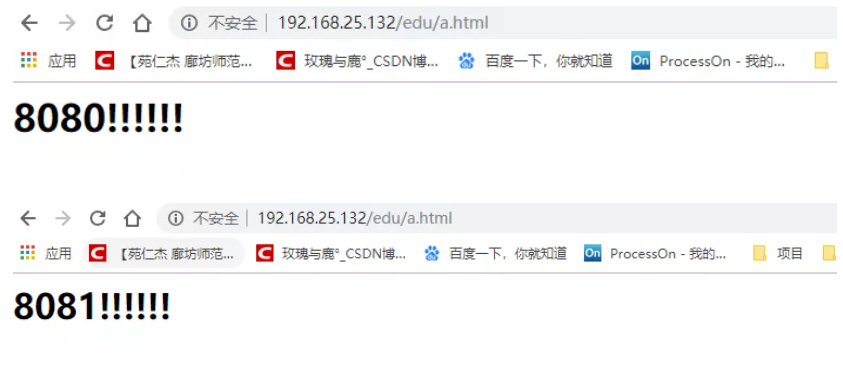 不安全 | 192.168.25.132/edu/a.html
应用 C 【苑仁杰 廊坊师范... C 玫瑰与鹿°_CSDN博... 百度一下，你就知道 On ProcessOn - 我的...
8080!!!!!!
不安全 | 192.168.25.132/edu/a.html
应用 C 【苑仁杰 廊坊师范... C 玫瑰与鹿°_CSDN博... 百度一下，你就知道 On ProcessOn - 我的... 项目
8081!!!!!!